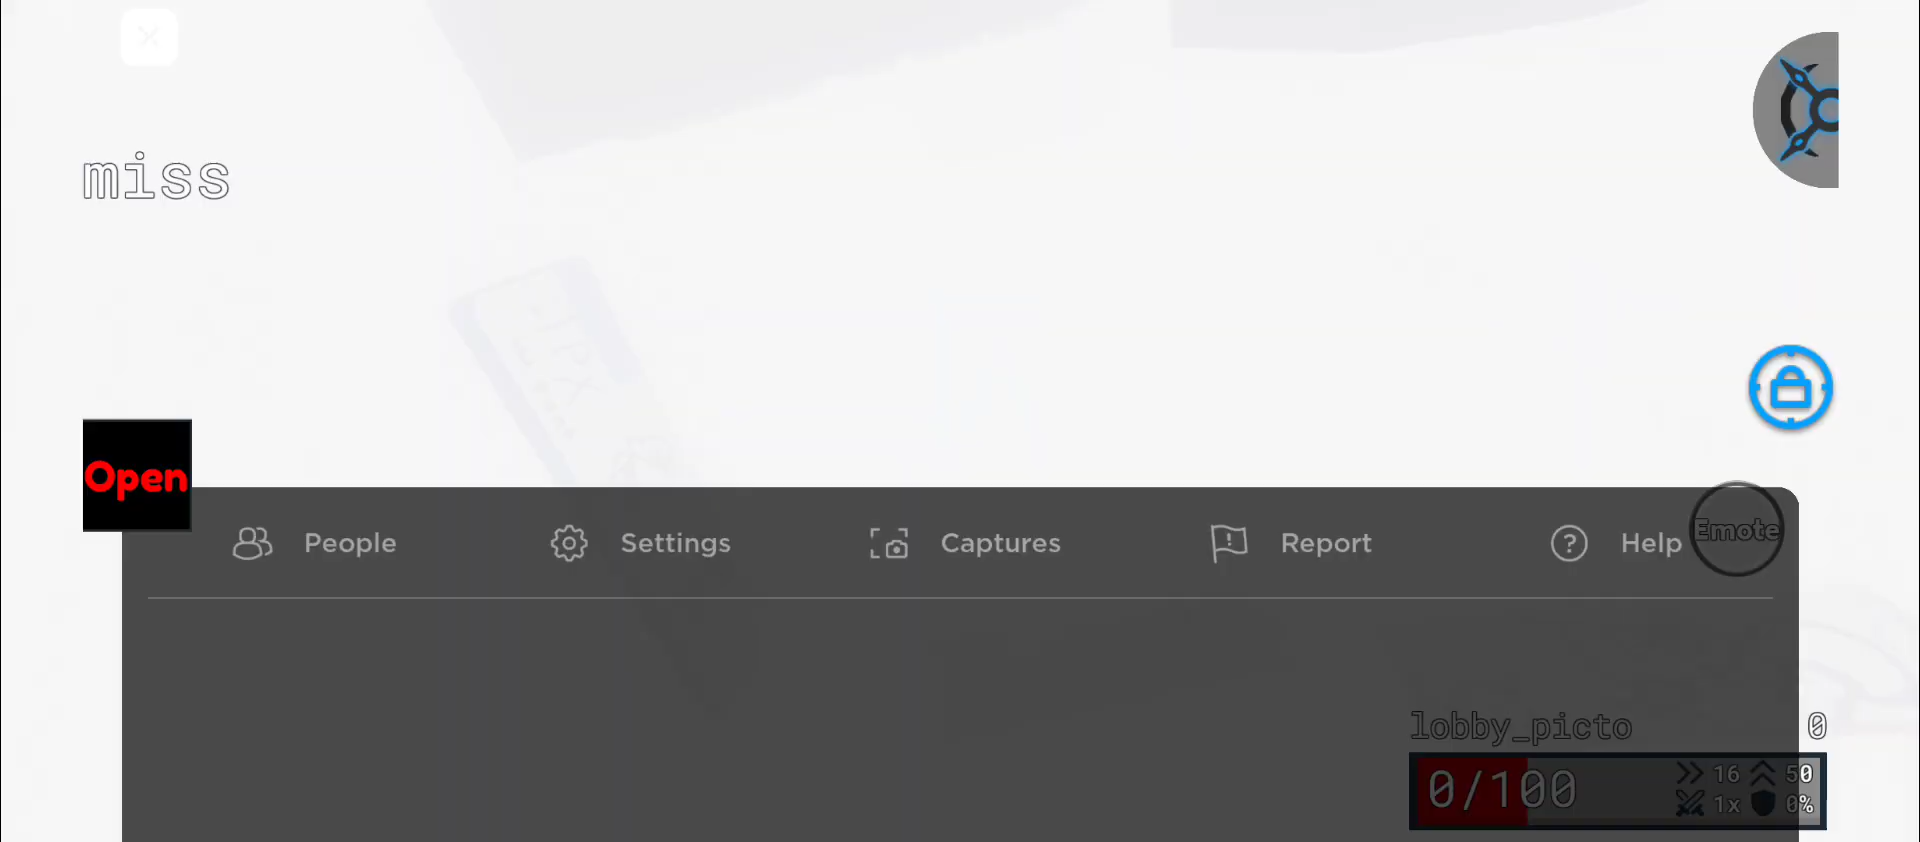 miss
Open
People Settings Captures Report Help Emote
lobby_picto 0
0/100
16 50
1x 0%